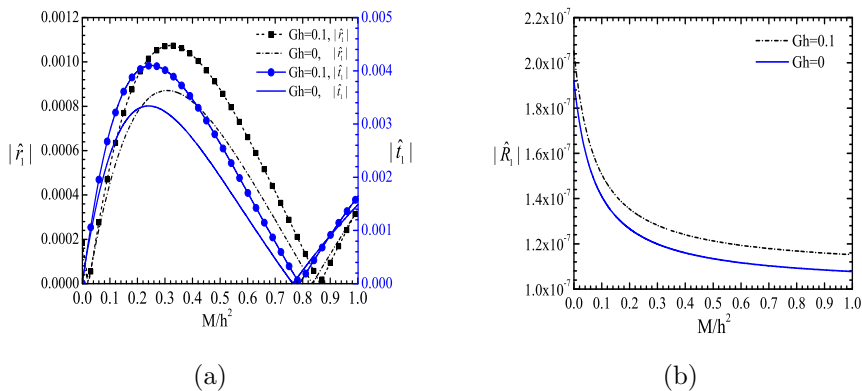 0.0012
0.0010
0.0008
0.0006
0.0004
0.0002
0.0000
|r̂₁|
0.005
0.004
0.003
0.002
0.001
0.000
|t̂₁|
Gh=0.1, |r̂₁|
Gh=0, |r̂₁|
Gh=0.1, |t̂₁|
Gh=0, |t̂₁|
0.0 0.1 0.2 0.3 0.4 0.5 0.6 0.7 0.8 0.9 1.0
M/h²
(a)
2.2x10⁻⁷
2.0x10⁻⁷
1.8x10⁻⁷
1.6x10⁻⁷
1.4x10⁻⁷
1.2x10⁻⁷
1.0x10⁻⁷
|R̂₁|
Gh=0.1
Gh=0
0.0 0.1 0.2 0.3 0.4 0.5 0.6 0.7 0.8 0.9 1.0
M/h²
(b)